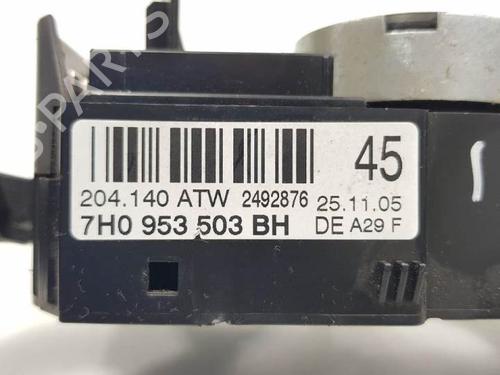 45
204.140 ATW 2492876 25.11.05
7H0 953 503 BH DE A29 F